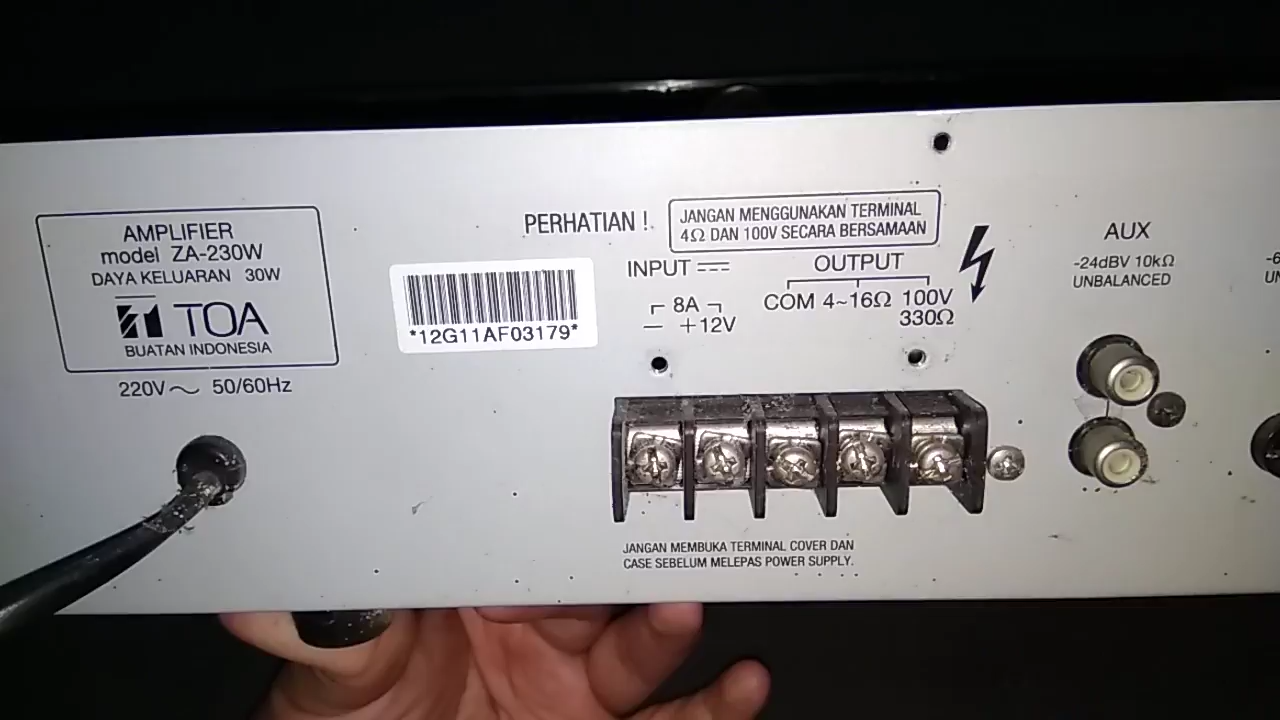 AMPLIFIER
model ZA-230W
DAYA KELUARAN 30W
TOA
BUATAN INDONESIA
220V～ 50/60Hz
*12G11AF03179*
PERHATIAN !
JANGAN MENGGUNAKAN TERMINAL
4Ω DAN 100V SECARA BERSAMAAN
INPUT
8A
— +12V
OUTPUT
COM 4~16Ω 100V
330Ω
JANGAN MEMBUKA TERMINAL COVER DAN
CASE SEBELUM MELEPAS POWER SUPPLY.
AUX
-24dBV 10kΩ
UNBALANCED